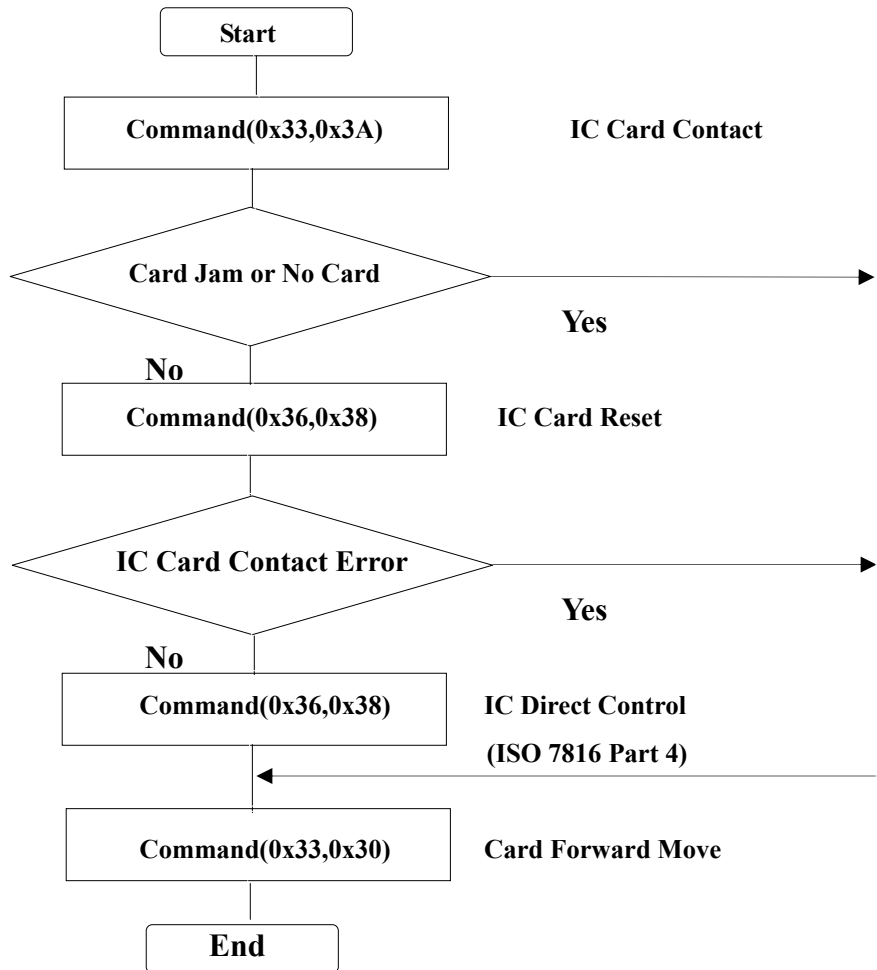 Start
Command(0x33,0x3A)
IC Card Contact
Card Jam or No Card
Yes
No
Command(0x36,0x38)
IC Card Reset
IC Card Contact Error
Yes
No
Command(0x36,0x38)
IC Direct Control
(ISO 7816 Part 4)
Command(0x33,0x30)
Card Forward Move
End